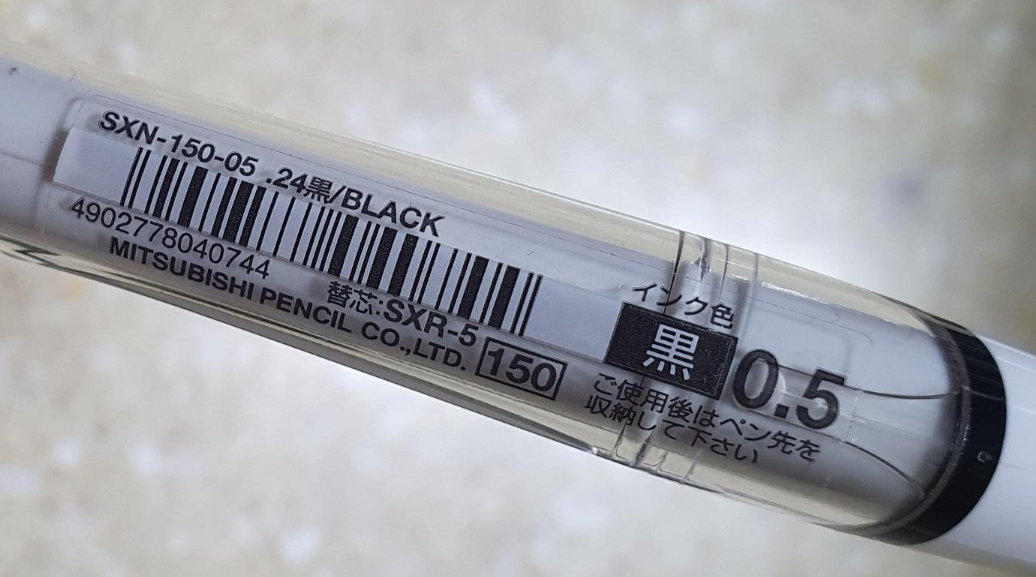 SXN-150-05 .24黒/BLACK
4902778040744
替芯:SXR-5
MITSUBISHI PENCIL CO.,LTD.
150
インク色
黒
0.5
ご使用後はペン先を
収納して下さい